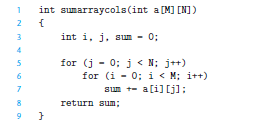 1 int sumarraycols(int a[M][N])
2 {
3 int i, j, sum = 0;
4
5 for (j = 0; j < N; j++)
6 for (i = 0; i < M; i++)
7 sum += a[i][j];
8 return sum;
9 }